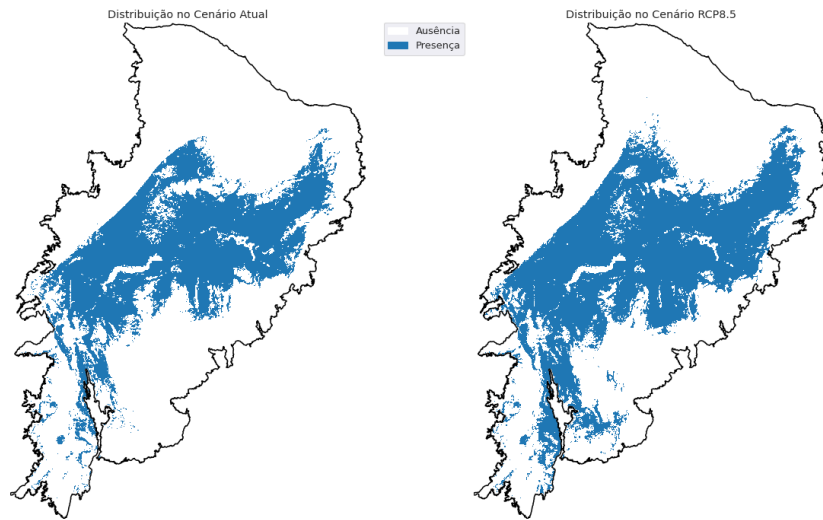 Distribuição no Cenário Atual
Ausência
Presença
Distribuição no Cenário RCP8.5